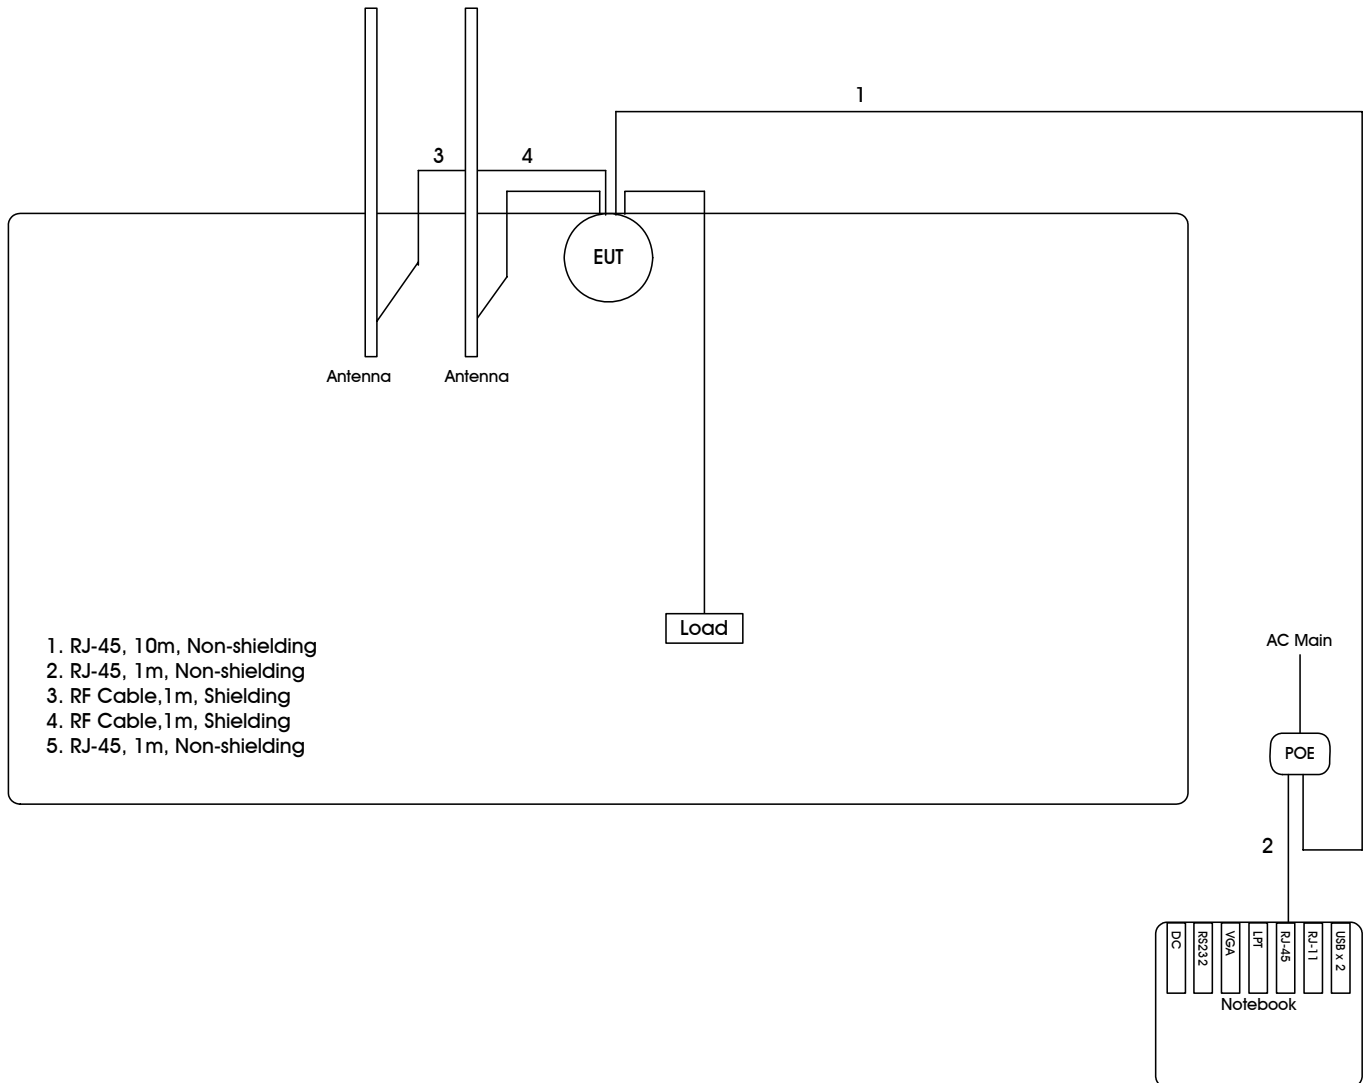 1
3
4
EUT
Antenna
Antenna
Load
1. RJ-45, 10m, Non-shielding
2. RJ-45, 1m, Non-shielding
3. RF Cable,1m, Shielding
4. RF Cable,1m, Shielding
5. RJ-45, 1m, Non-shielding
AC Main
POE
2
DC
RS232
VGA
LPT
RJ-45
RJ-11
USB x 2
Notebook